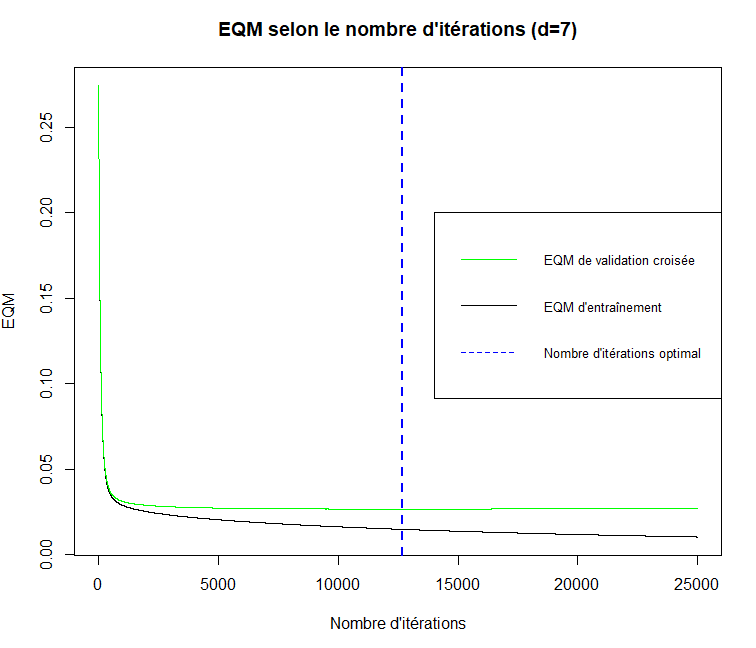 EQM selon le nombre d'itérations (d=7)
EQM
0.25
0.20
0.15
0.10
0.05
0.00
EQM de validation croisée
EQM d'entraînement
Nombre d'itérations optimal
0 5000 10000 15000 20000 25000
Nombre d'itérations